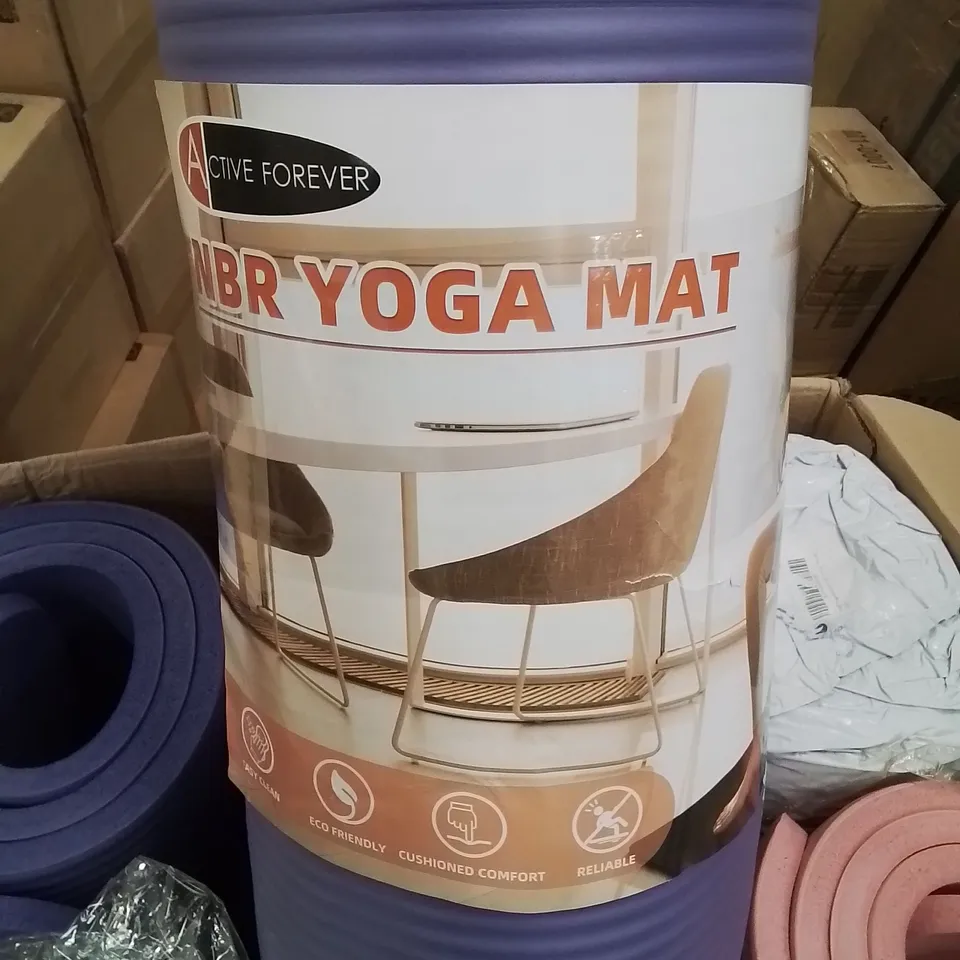 ACTIVE FOREVER
NBR YOGA MAT
EASY CLEAN
ECO FRIENDLY
CUSHIONED COMFORT
RELIABLE